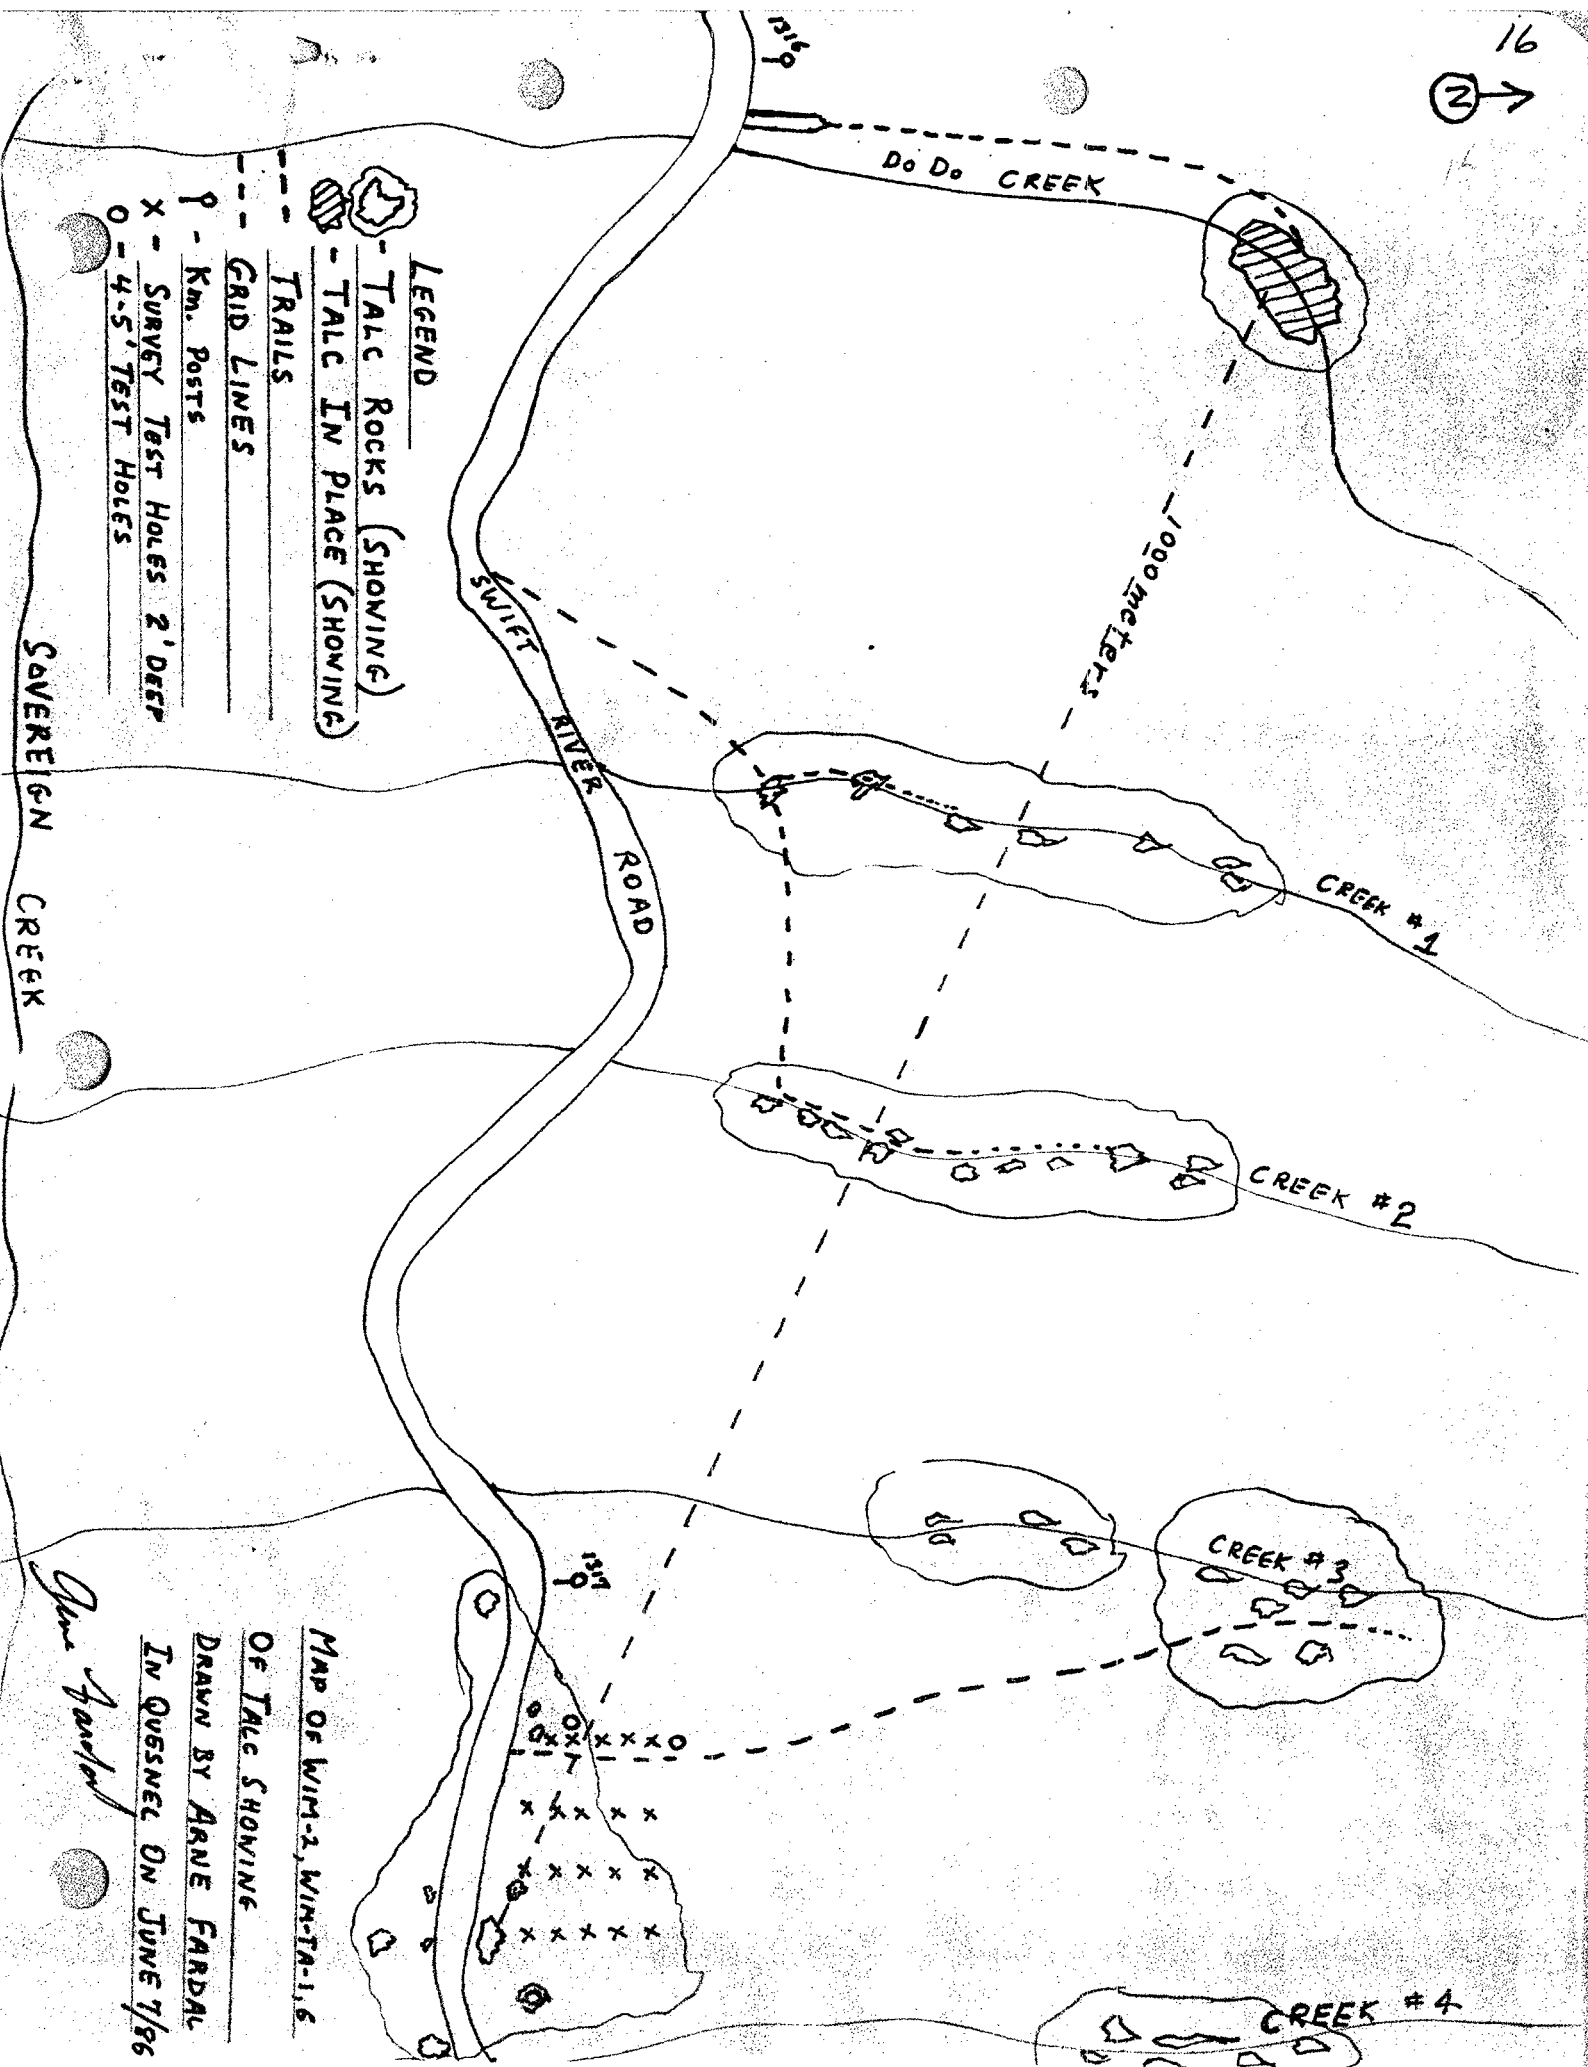 16
N
1316
Do Do CREEK
1000 meters
SWIFT RIVER ROAD
CREEK #1
CREEK #2
CREEK #3
CREEK #4
1317
SOVEREIGN CREEK
LEGEND
- TALC ROCKS (SHOWING)
- TALC IN PLACE (SHOWING)
TRAILS
GRID LINES
- Km. POSTS
X - SURVEY TEST HOLES 2' DEEP
O - 4-5' TEST HOLES
MAP OF WIM-2, WIM-TA-1,6
OF TALC SHOWING
DRAWN BY ARNE FARDAL
IN QUESNEL ON JUNE 7/86